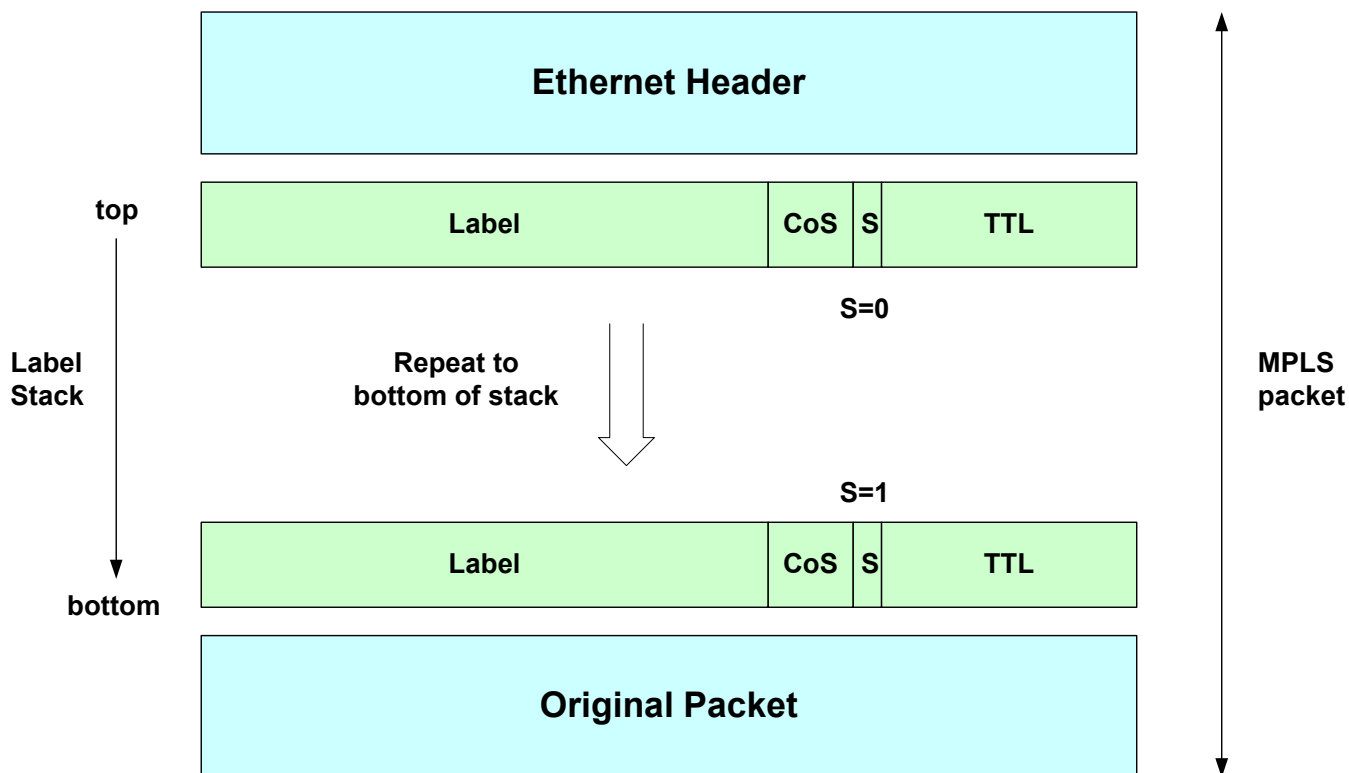 Ethernet Header
top
Label CoS S TTL
S=0
Label
Stack
Repeat to
bottom of stack
MPLS
packet
S=1
Label CoS S TTL
bottom
Original Packet